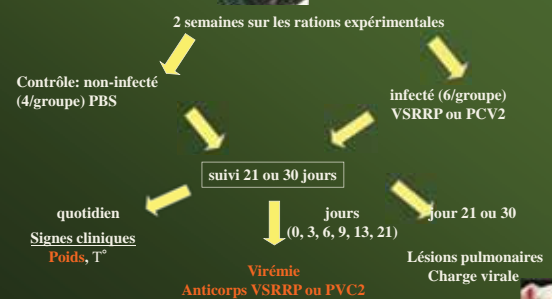 2 semaines sur les rations expérimentales
Contrôle: non-infecté
(4/groupe) PBS
infecté (6/groupe)
VSRRP ou PCV2
suivi 21 ou 30 jours
quotidien
Signes cliniques
Poids, T°
jours
(0, 3, 6, 9, 13, 21)
Virémie
Anticorps VSRRP ou PVC2
jour 21 ou 30
Lésions pulmonaires
Charge virale